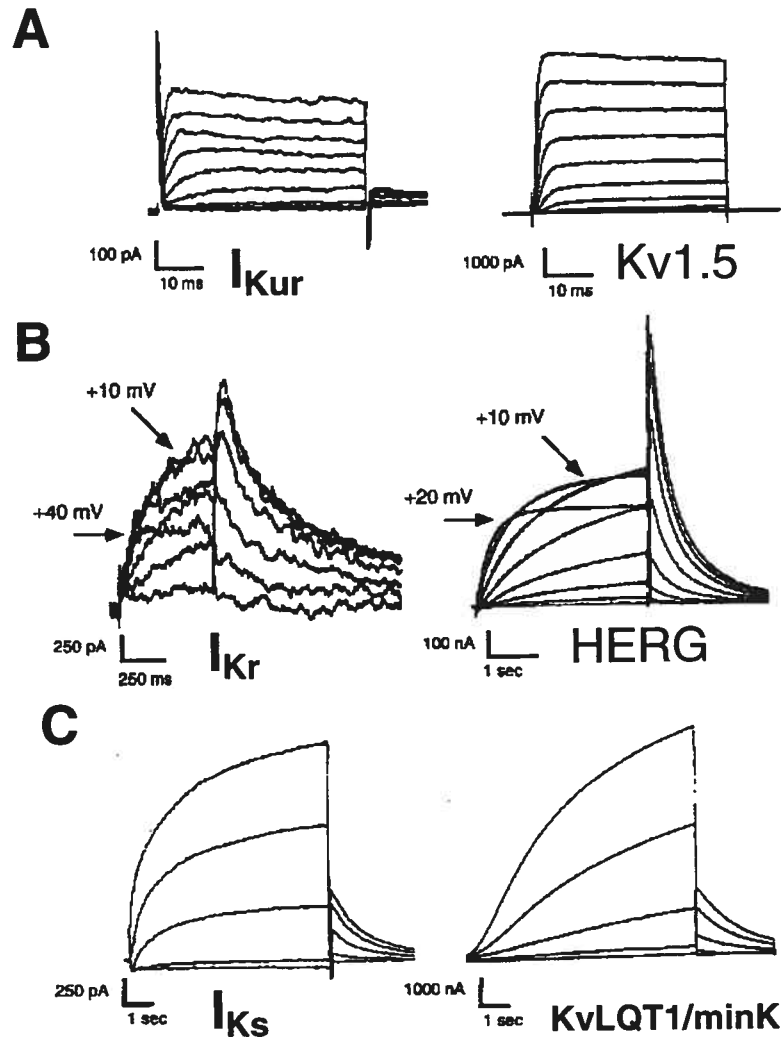 A
100 pA
10 ms
IKur
1000 pA
10 ms
Kv1.5
B
+10 mV
+40 mV
250 pA
250 ms
IKr
+10 mV
+20 mV
100 nA
1 sec
HERG
C
250 pA
1 sec
IKs
1000 nA
1 sec
KvLQT1/minK